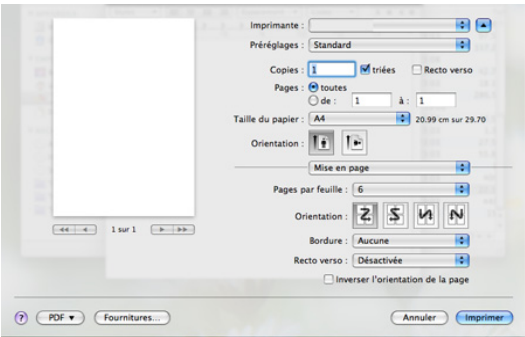 Imprimante :
Préréglages : Standard
Copies : 1 triées Recto verso
Pages : toutes
de : 1 à : 1
Taille du papier : A4 20.99 cm sur 29.70
Orientation :
Mise en page
Pages par feuille : 6
Orientation :
1 sur 1
Bordure : Aucune
Recto verso : Désactivée
Inverser l'orientation de la page
? PDF ▼ Fournitures... Annuler Imprimer